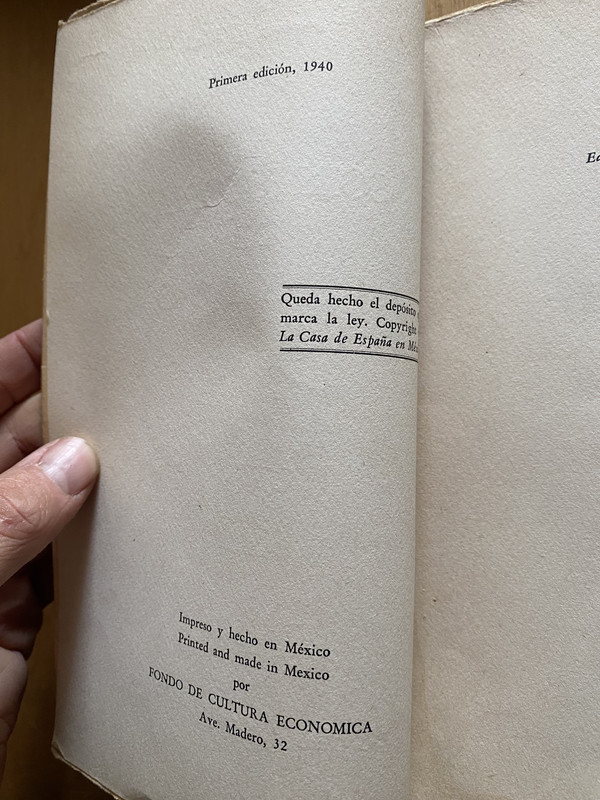 Primera edición, 1940
Queda hecho el depósito
marca la ley. Copyright
La Casa de España en
Impreso y hecho en México
Printed and made in Mexico
por
FONDO DE CULTURA ECONOMICA
Ave. Madero, 32